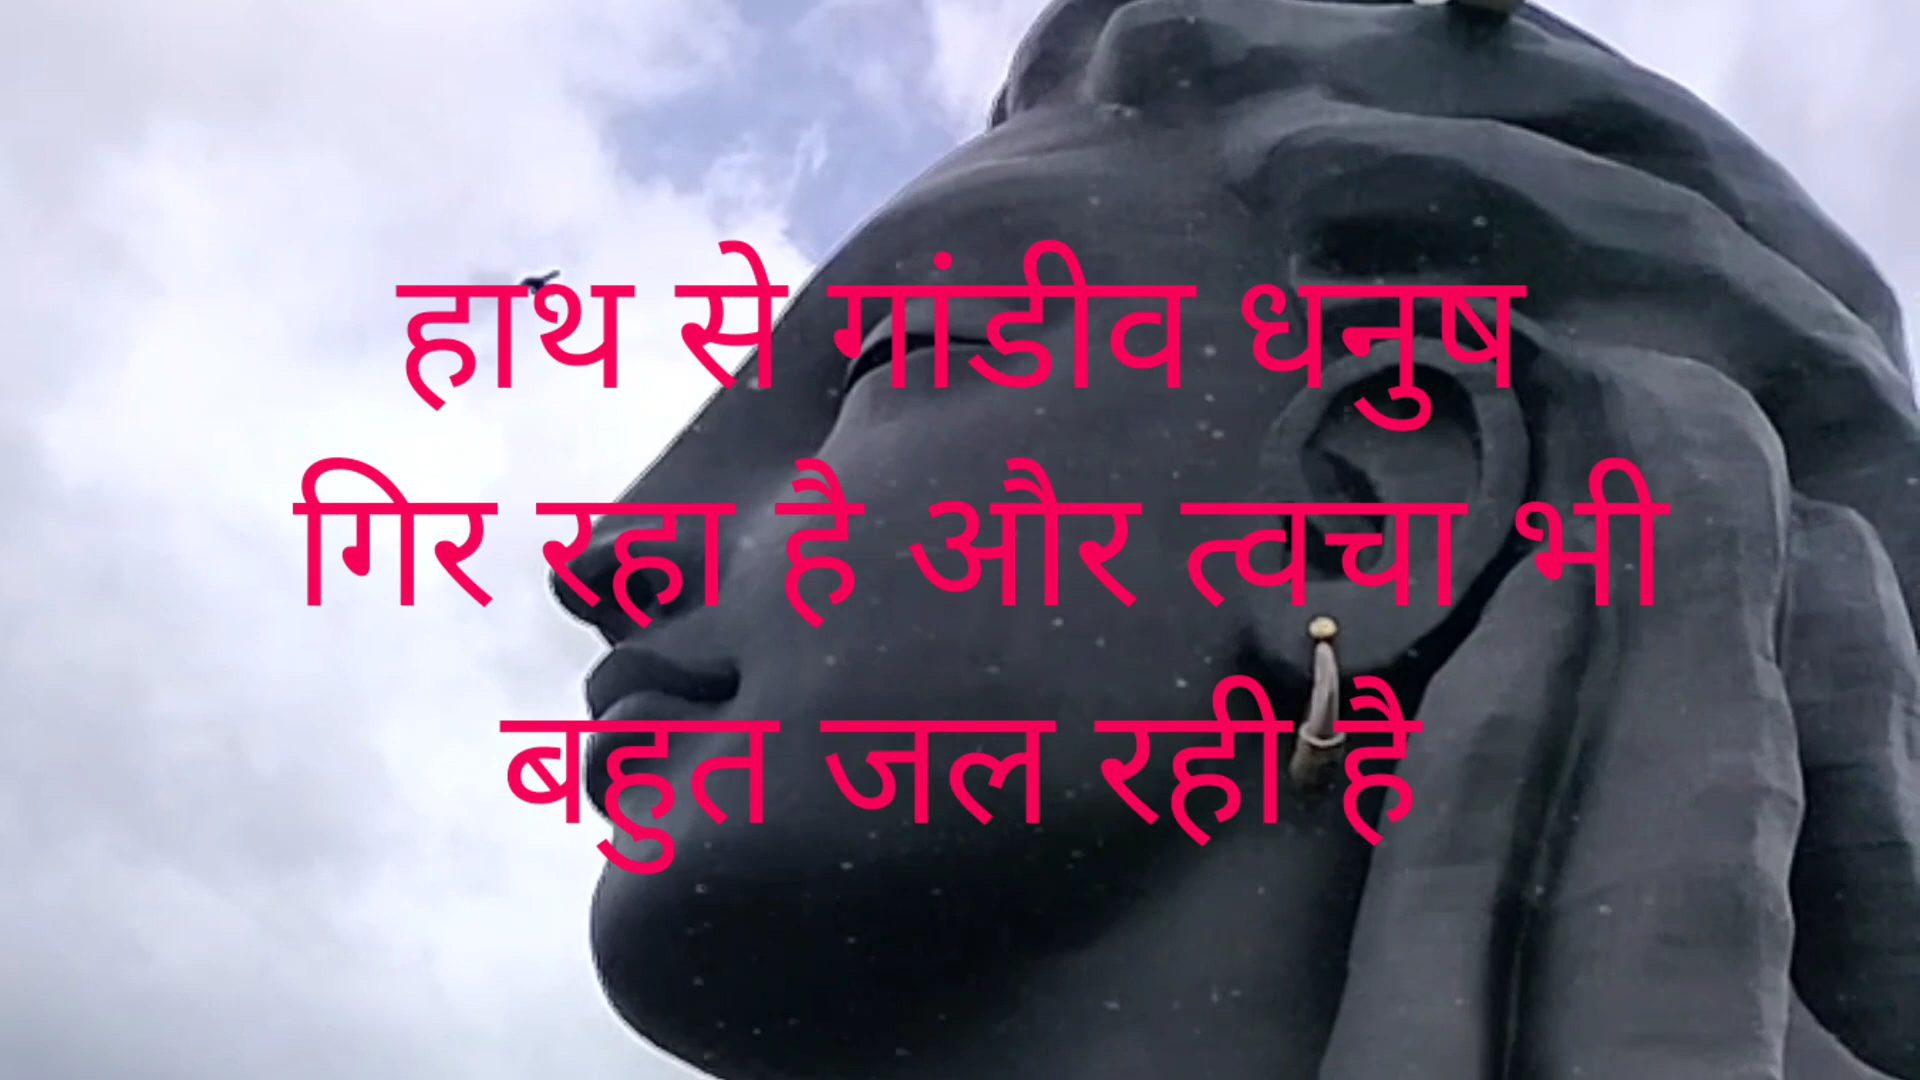 हाथ से गांडीव धनुष
गिर रहा है और त्वचा भी
बहुत जल रही है